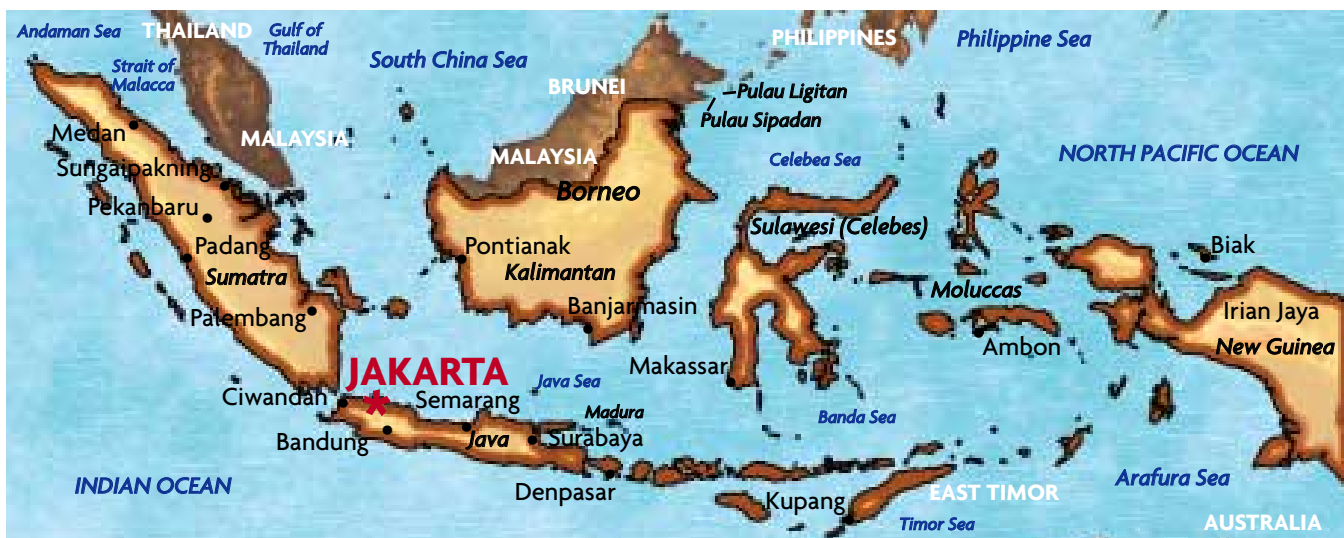 Andaman Sea
THAILAND
Gulf of
Thailand
Strait of
Malacca
South China Sea
PHILIPPINES
Philippine Sea
BRUNEI
Pulau Ligitan
Pulau Sipadan
Medan
MALAYSIA
MALAYSIA
Celebea Sea
NORTH PACIFIC OCEAN
Sungaipakning
Borneo
Pekanbaru
Sulawesi (Celebes)
Padang
Pontianak
Biak
Sumatra
Kalimantan
Moluccas
Palembang
Banjarmasin
Irian Jaya
Ambon
New Guinea
Makassar
JAKARTA
Java Sea
Ciwandan
Semarang
Madura
Banda Sea
Bandung
Java
Surabaya
INDIAN OCEAN
Denpasar
Kupang
EAST TIMOR
Arafura Sea
Timor Sea
AUSTRALIA